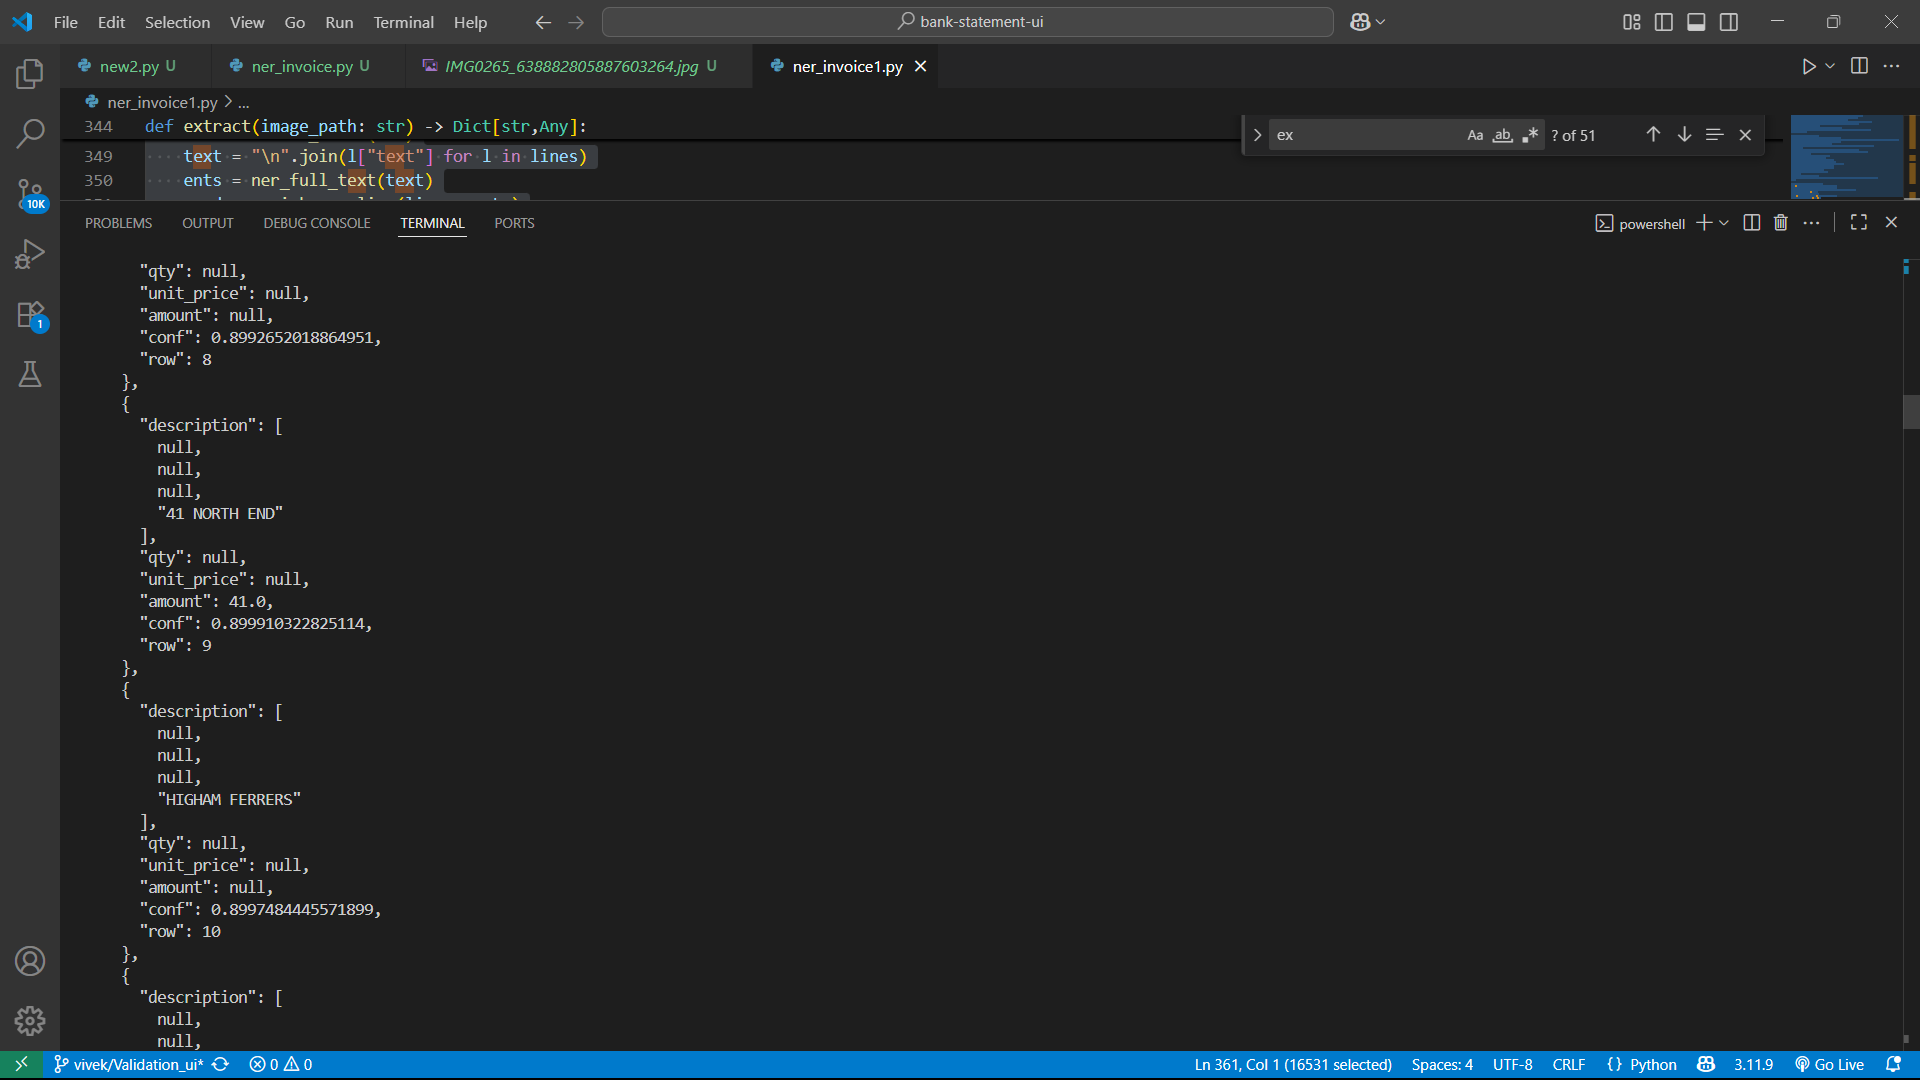 File Edit Selection View Go Run Terminal Help
bank-statement-ui
new2.py U
ner_invoice.py U
IMG0265_638882805887603264.jpg U
ner_invoice1.py
ner_invoice1.py > ...
344 def extract(image_path: str) -> Dict[str,Any]:
ex
Aa ab ? of 51
349 text = "\n".join(l["text"] for l in lines)
350 ents = ner_full_text(text)
PROBLEMS OUTPUT DEBUG CONSOLE TERMINAL PORTS
powershell
"qty": null,
"unit_price": null,
"amount": null,
"conf": 0.8992652018864951,
"row": 8
},
{
"description": [
null,
null,
null,
"41 NORTH END"
],
"qty": null,
"unit_price": null,
"amount": 41.0,
"conf": 0.899910322825114,
"row": 9
},
{
"description": [
null,
null,
null,
"HIGHAM FERRERS"
],
"qty": null,
"unit_price": null,
"amount": null,
"conf": 0.8997484445571899,
"row": 10
},
{
"description": [
null,
null,
10K
1
vivek/Validation_ui*
0 0
Ln 361, Col 1 (16531 selected)
Spaces: 4
UTF-8
CRLF
{} Python
3.11.9
Go Live